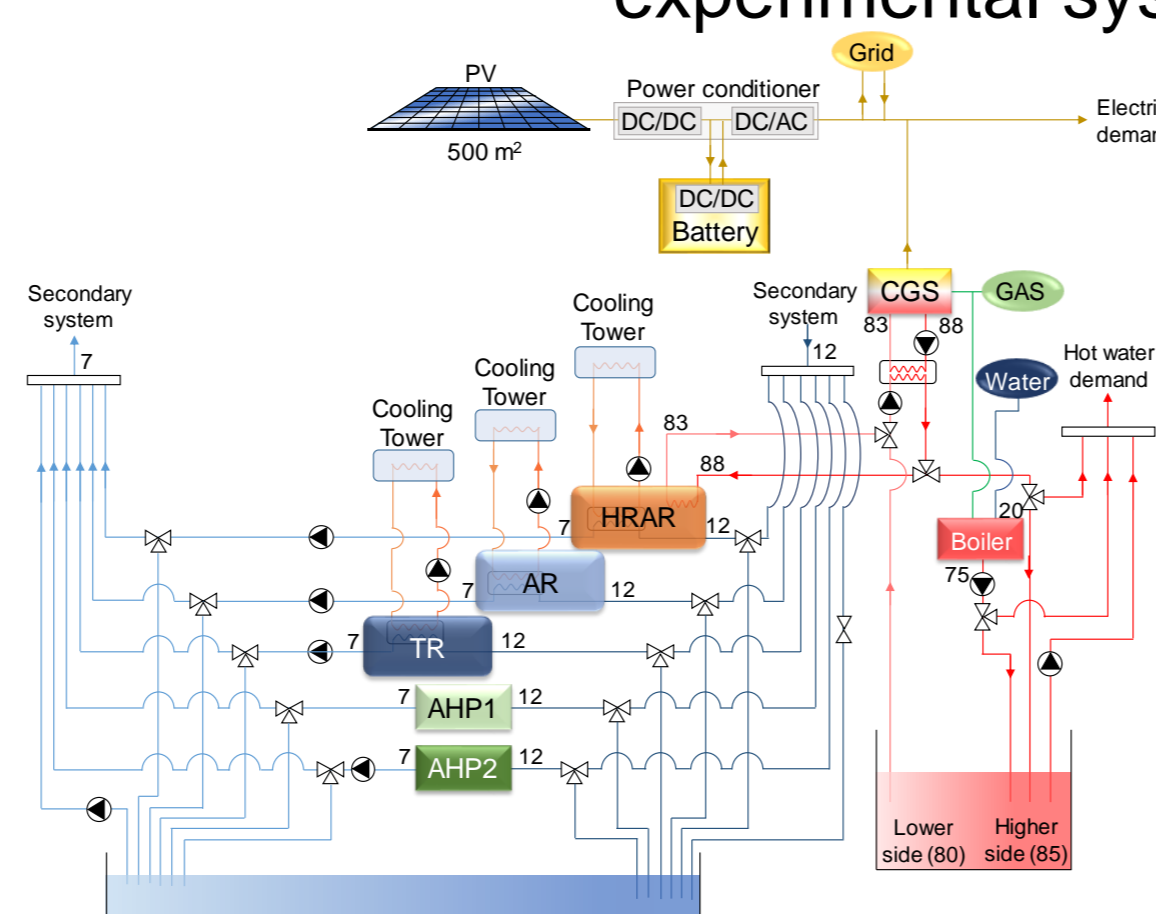 experimental sys
Grid
PV
Power conditioner
DC/DC
DC/AC
500 m²
Electri
demar
DC/DC
Battery
Secondary
system
7
Cooling
Tower
Secondary
system
12
CGS
GAS
83
88
Cooling
Tower
Water
Hot water
demand
Cooling
Tower
83
88
HRAR
7
12
20
Boiler
75
AR
7
12
TR
7
12
7
AHP1
12
7
AHP2
12
Lower
side (80)
Higher
side (85)